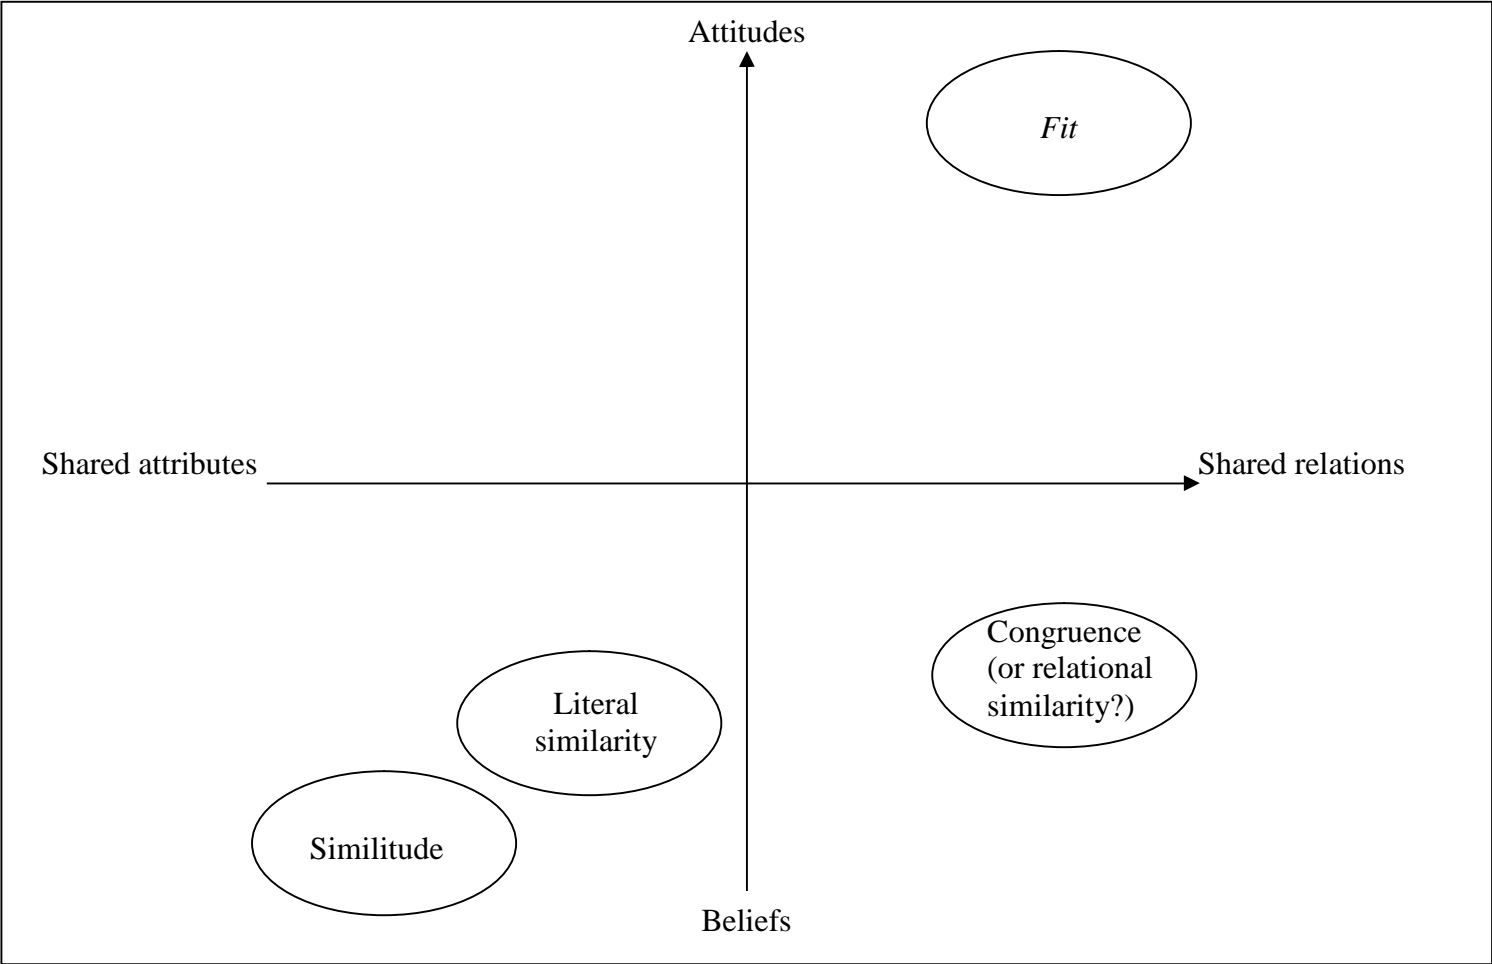 Attitudes
Fit
Shared attributes
Shared relations
Congruence
(or relational
similarity?)
Literal
similarity
Similitude
Beliefs